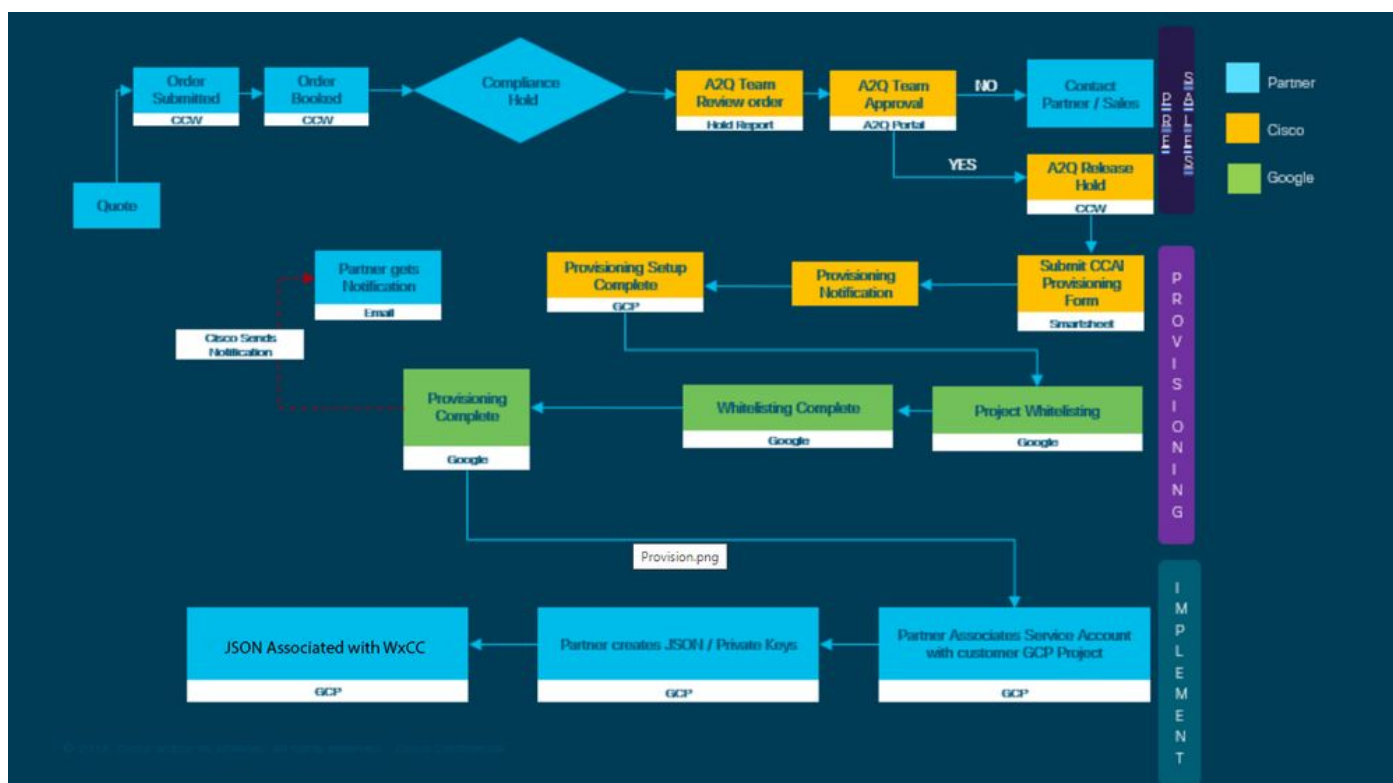 Order
Submitted
CCW
Order
Booked
CCW
Compliance
Hold
A2Q Team
Review order
Hold Report
A2Q Team
Approval
A2Q Portal
NO
Contact
Partner / Sales
PRE
SALES
Partner
Cisco
Google
Quote
YES
A2Q Release
Hold
CCW
Partner gets
Notification
Email
Provisioning Setup
Complete
GCP
Provisioning
Notification
Submit CCAI
Provisioning
Form
Smartsheet
PROVISIONING
Cisco Sends
Notification
Provisioning
Complete
Google
Whitelisting Complete
Google
Project Whitelisting
Google
Provision.png
JSON Associated with WxCC
GCP
Partner creates JSON / Private Keys
GCP
Partner Associates Service Account
with customer GCP Project
GCP
IMPLEMENT